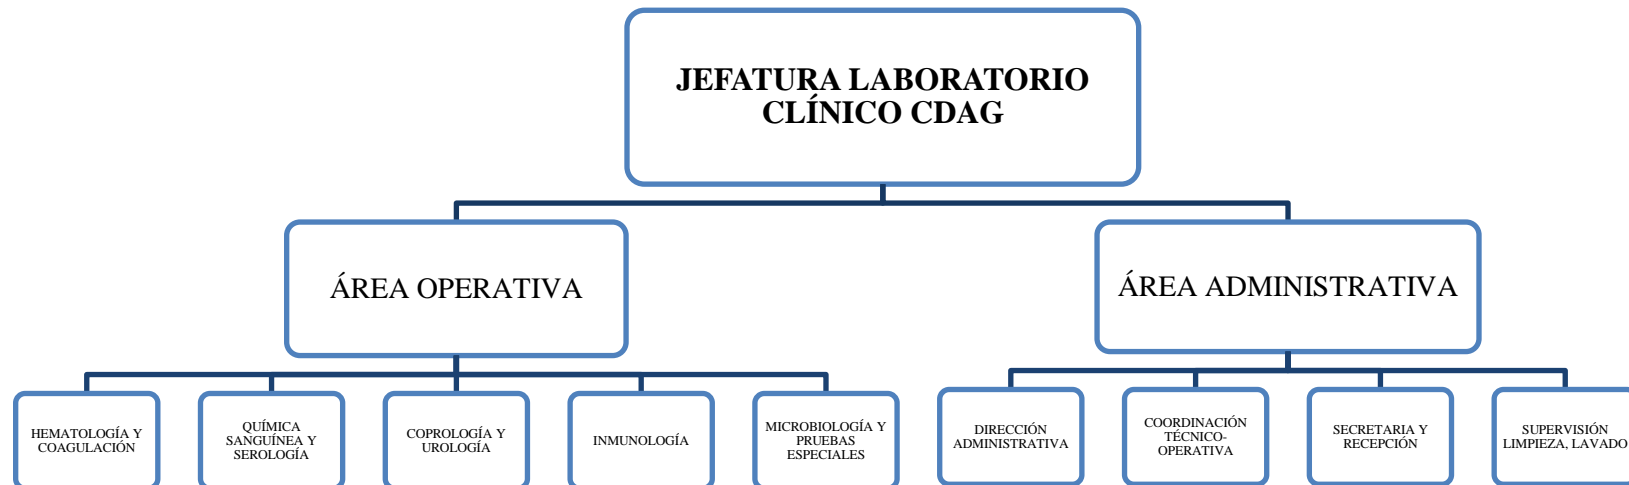 JEFATURA LABORATORIO
CLÍNICO CDAG
ÁREA OPERATIVA
ÁREA ADMINISTRATIVA
HEMATOLOGÍA Y
COAGULACIÓN
QUÍMICA
SANGUÍNEA Y
SEROLOGÍA
COPROLOGÍA Y
UROLOGÍA
INMUNOLOGÍA
MICROBIOLOGÍA Y
PRUEBAS
ESPECIALES
DIRECCIÓN
ADMINISTRATIVA
COORDINACIÓN
TÉCNICO-
OPERATIVA
SECRETARIA Y
RECEPCIÓN
SUPERVISIÓN
LIMPIEZA, LAVADO